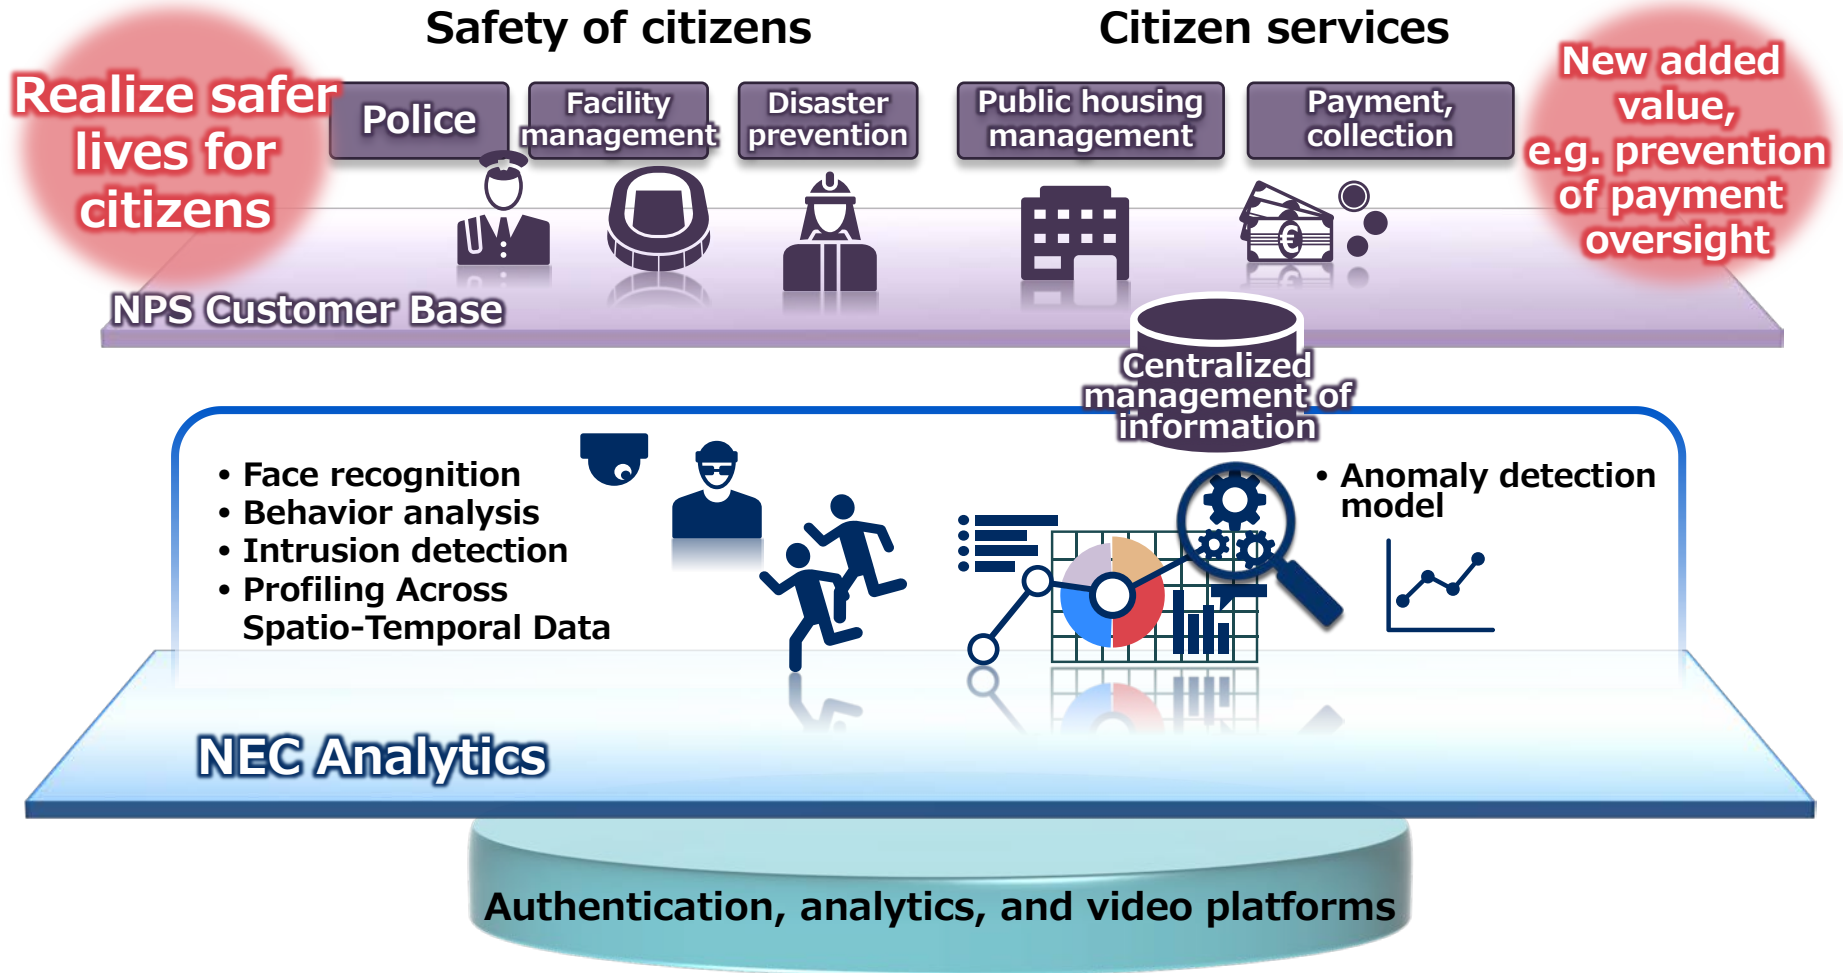 Safety of citizens
Citizen services
Realize safer
lives for
citizens
Police
Facility
management
Disaster
prevention
Public housing
management
Payment,
collection
New added
value,
e.g. prevention
of payment
oversight
€
NPS Customer Base
Centralized
management of
information
• Face recognition
• Behavior analysis
• Intrusion detection
• Profiling Across
Spatio-Temporal Data
• Anomaly detection
model
NEC Analytics
Authentication, analytics, and video platforms